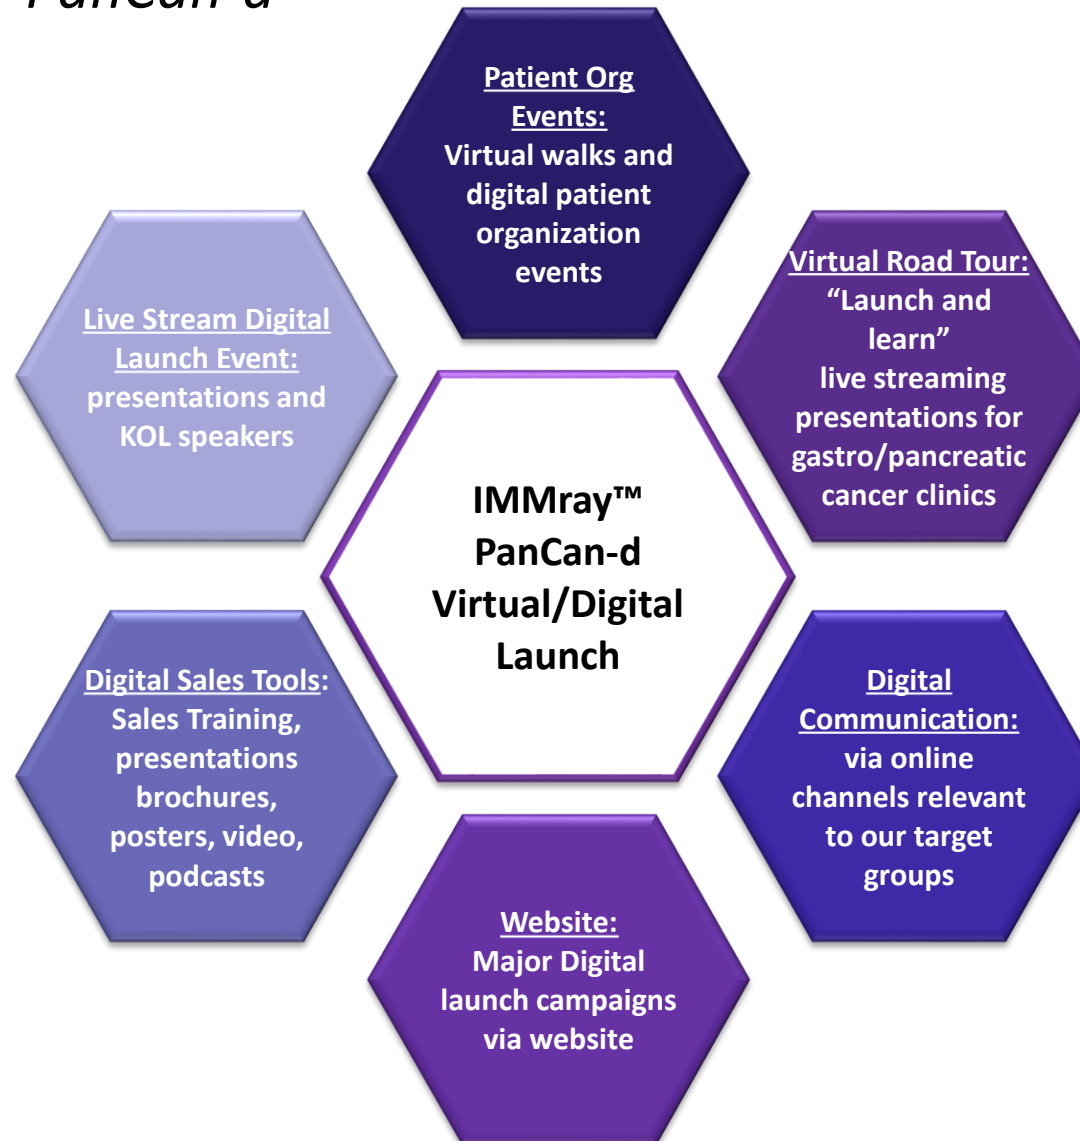 PanCan-d
Patient Org
Events:
Virtual walks and
digital patient
organization
events
Live Stream Digital
Launch Event:
presentations and
KOL speakers
Virtual Road Tour:
“Launch and
learn”
live streaming
presentations for
gastro/pancreatic
cancer clinics
IMMray™
PanCan-d
Virtual/Digital
Launch
Digital Sales Tools:
Sales Training,
presentations
brochures,
posters, video,
podcasts
Digital
Communication:
via online
channels relevant
to our target
groups
Website:
Major Digital
launch campaigns
via website